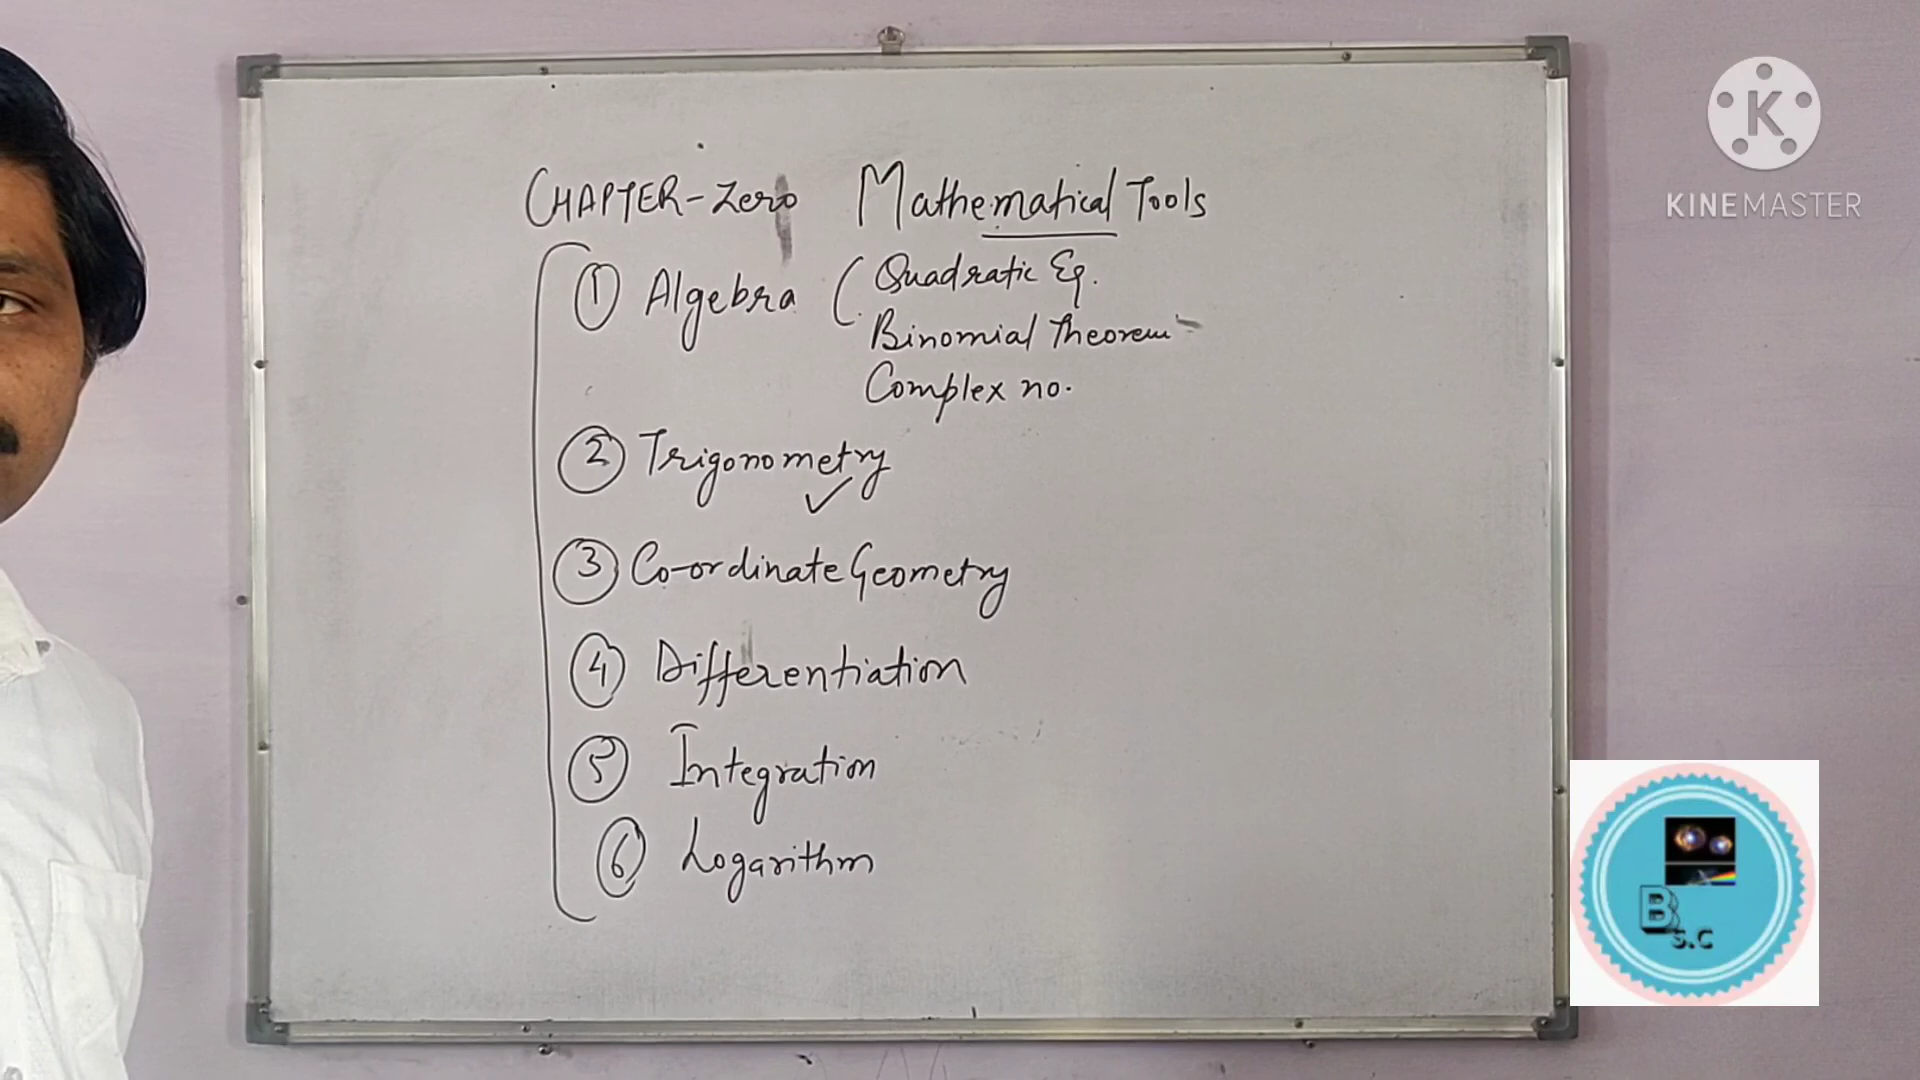 CHAPTER-Zero Mathematical Tools
① Algebra ( Quadratic Eq.
Binomial Theorem
Complex no.
② Trigonometry ✓
③ Co-ordinate Geometry
④ Differentiation
⑤ Integration
⑥ Logarithm
K
KINEMASTER
B
S.C